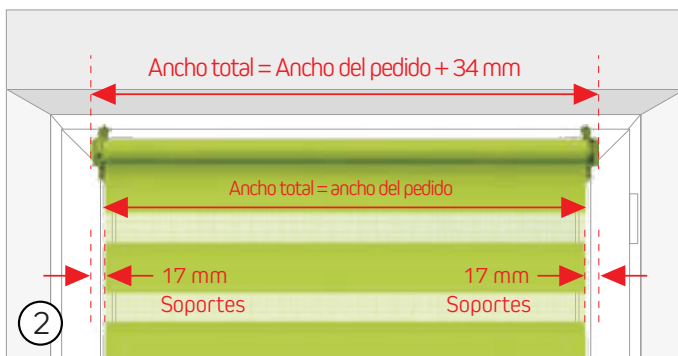 Ancho total = Ancho del pedido + 34 mm
Ancho total = ancho del pedido
17 mm
Soportes
17 mm
Soportes
2